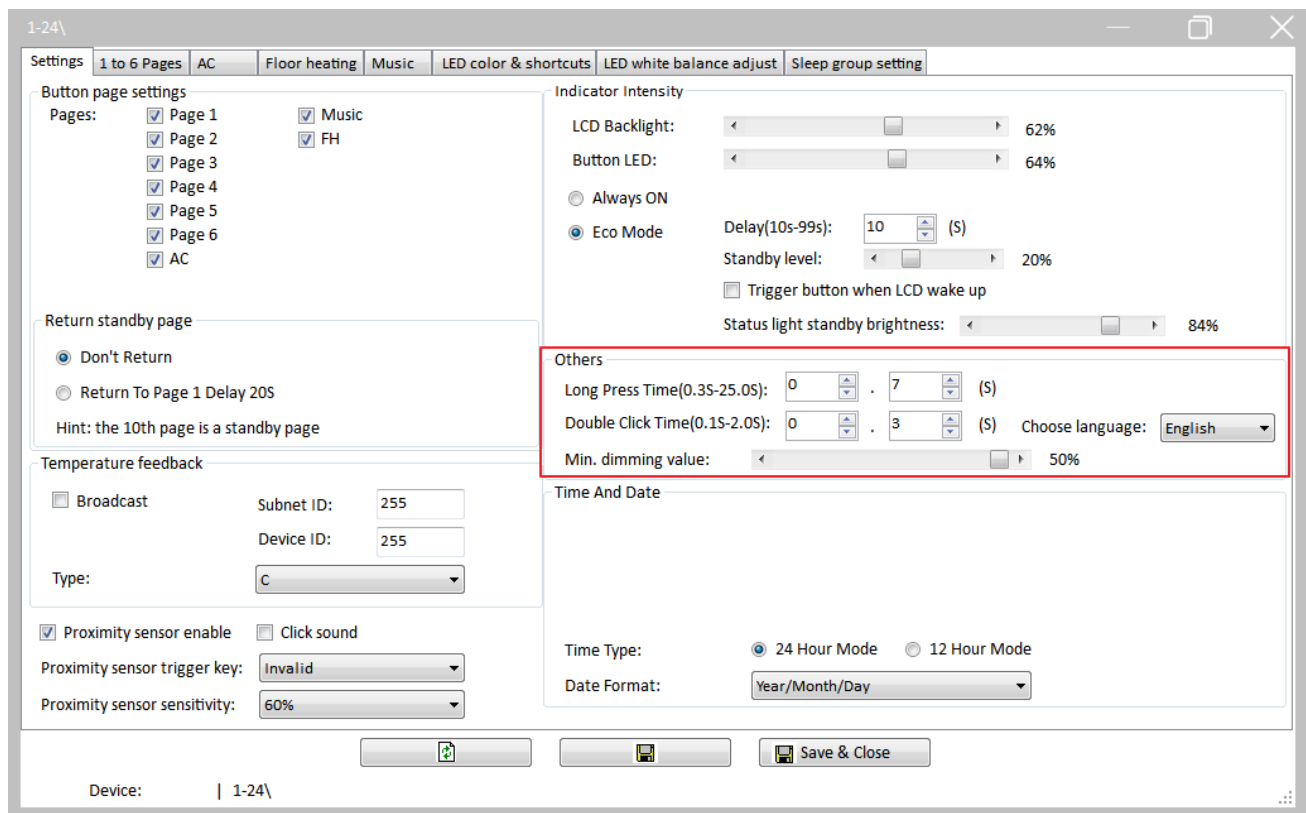 1-24\
Settings 1 to 6 Pages AC Floor heating Music LED color & shortcuts LED white balance adjust Sleep group setting
Button page settings
Pages: Page 1 Music
Page 2 FH
Page 3
Page 4
Page 5
Page 6
AC
Return standby page
Don't Return
Return To Page 1 Delay 20S
Hint: the 10th page is a standby page
Temperature feedback
Broadcast Subnet ID: 255
Device ID: 255
Type: C
Proximity sensor enable Click sound
Proximity sensor trigger key: Invalid
Proximity sensor sensitivity: 60%
Indicator Intensity
LCD Backlight: 62%
Button LED: 64%
Always ON
Eco Mode Delay(10s-99s): 10 (S)
Standby level: 20%
Trigger button when LCD wake up
Status light standby brightness: 84%
Others
Long Press Time(0.3S-25.0S): 0 . 7 (S)
Double Click Time(0.1S-2.0S): 0 . 3 (S) Choose language: English
Min. dimming value: 50%
Time And Date
Time Type: 24 Hour Mode 12 Hour Mode
Date Format: Year/Month/Day
Save & Close
Device: | 1-24\